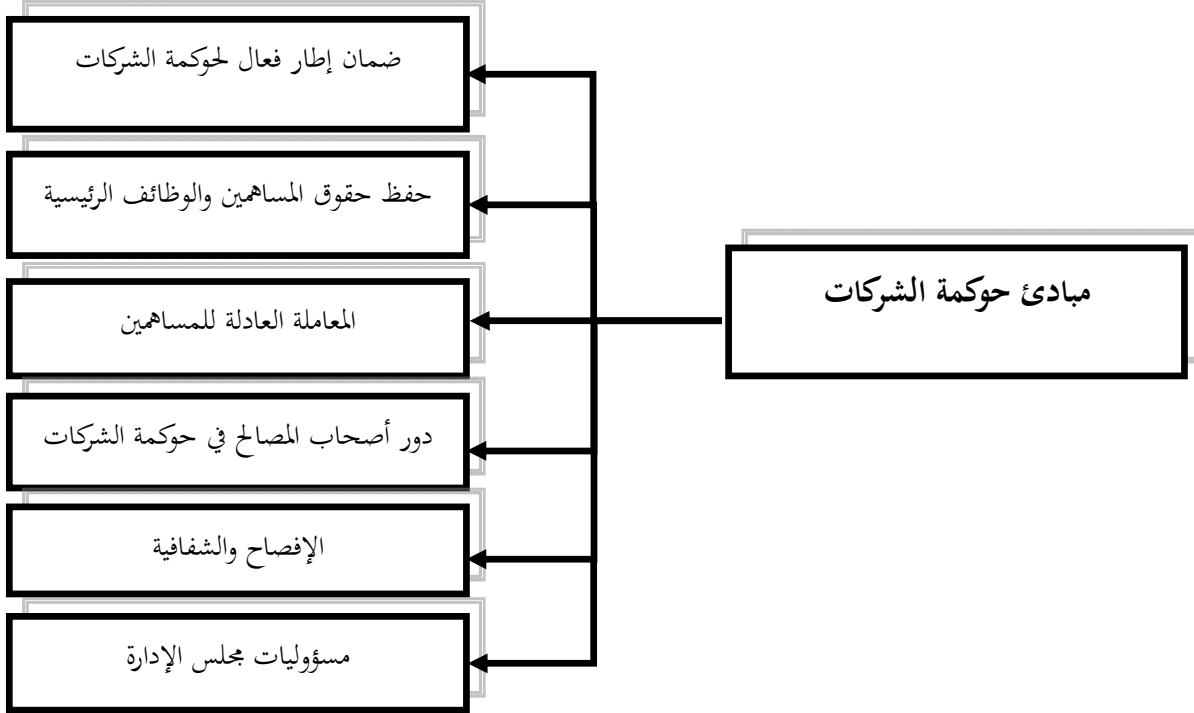 مبادئ حوكمة الشركات
ضمان إطار فعال لحوكمة الشركات
حفظ حقوق المساهمين والوظائف الرئيسية
المعاملة العادلة للمساهمين
دور أصحاب المصالح في حوكمة الشركات
الإفصاح والشفافية
مسؤوليات مجلس الإدارة